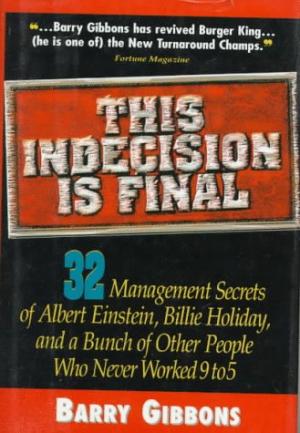 “...Barry Gibbons has revived Burger King...
(he is one of) the New Turnaround Champs.”
Fortune Magazine
THIS
INDECISION
IS FINAL
32 Management Secrets
of Albert Einstein, Billie Holiday,
and a Bunch of Other People
Who Never Worked 9 to 5
BARRY GIBBONS